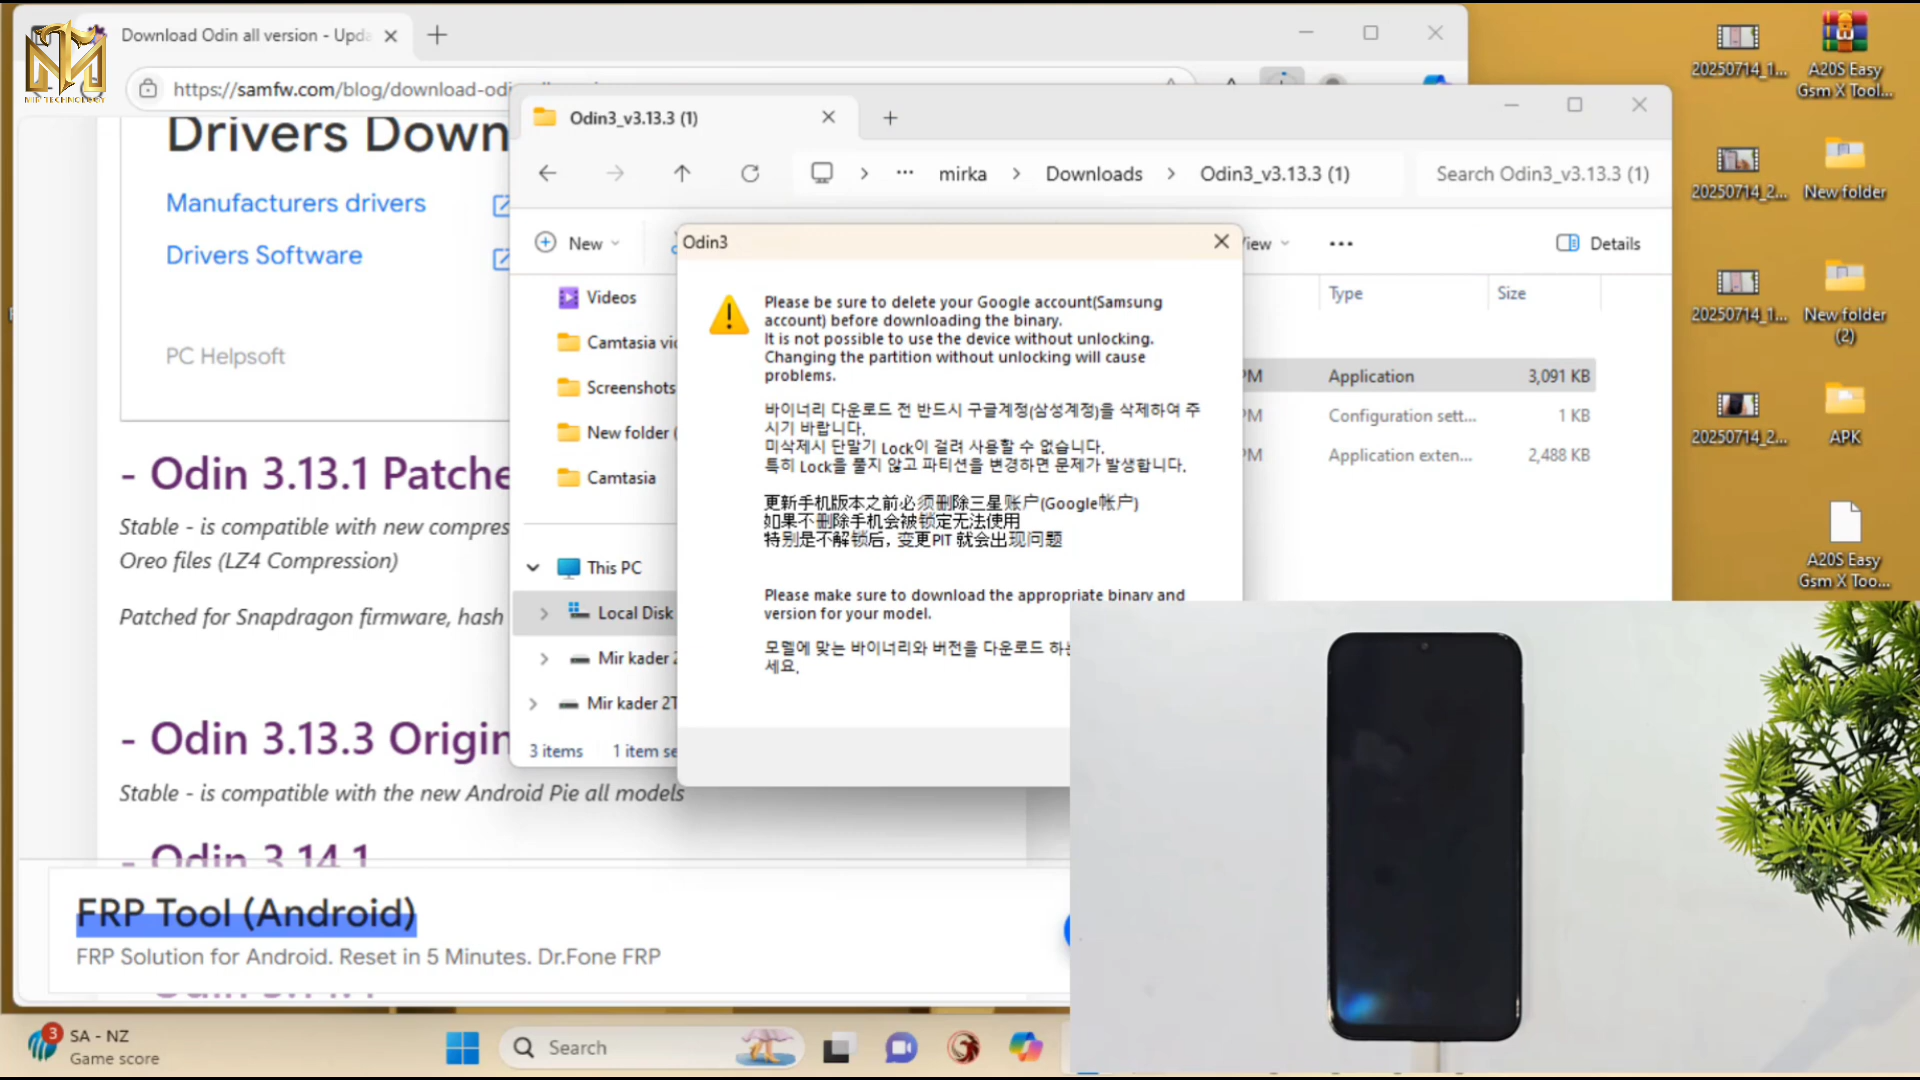 MIR TECHNOLOGY
Download Odin all version - Upda
https://samfw.com/blog/download-odi
Drivers Down
Manufacturers drivers
Drivers Software
PC Helpsoft
- Odin 3.13.1 Patche
Stable - is compatible with new compres
Oreo files (LZ4 Compression)
Patched for Snapdragon firmware, hash
- Odin 3.13.3 Origin
Stable - is compatible with the new Android Pie all models
- Odin 3.14.1
FRP Tool (Android)
FRP Solution for Android. Reset in 5 Minutes. Dr.Fone FRP
Odin3_v3.13.3 (1)
... mirka > Downloads > Odin3_v3.13.3 (1)
Search Odin3_v3.13.3 (1)
New
iew
Details
Videos
Camtasia vi
Screenshots
New folder (
Camtasia
This PC
Local Disk
Mir kader 2
Mir kader 2T
3 items
1 item se
Type
Size
PM
Application
3,091 KB
PM
Configuration sett...
1 KB
PM
Application exten...
2,488 KB
Odin3
Please be sure to delete your Google account(Samsung
account) before downloading the binary.
It is not possible to use the device without unlocking.
Changing the partition without unlocking will cause
problems.
바이너리 다운로드 전 반드시 구글계정(삼성계정)을 삭제하여 주
시기 바랍니다.
미삭제시 단말기 Lock이 걸려 사용할 수 없습니다.
특히 Lock을 풀지 않고 파티션을 변경하면 문제가 발생합니다.
更新手机版本之前必须删除三星账户(Google帐户)
如果不删除手机会被锁定无法使用
特别是不解锁后, 变更PIT 就会出现问题
Please make sure to download the appropriate binary and
version for your model.
모델에 맞는 바이너리와 버전을 다운로드 하는
세요.
20250714_1...
A20S Easy
Gsm X Tool...
20250714_2...
New folder
20250714_1...
New folder
(2)
20250714_2...
APK
A20S Easy
Gsm X Too...
3
SA - NZ
Game score
Search